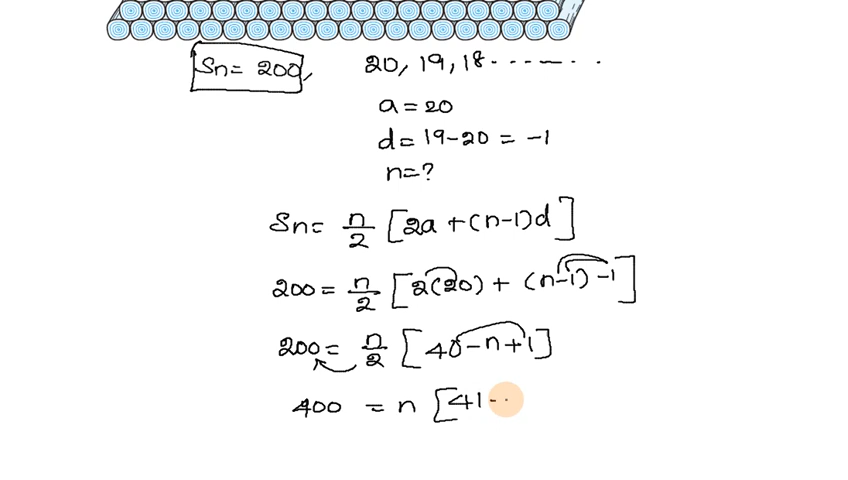 Sn = 200, 20, 19, 18 - - - - - - . .
a = 20
d = 19 - 20 = -1
n = ?
Sn = n/2 [2a + (n-1)d]
200 = n/2 [2(20) + (n-1) -1]
200 = n/2 [40 - n + 1]
400 = n [41 -